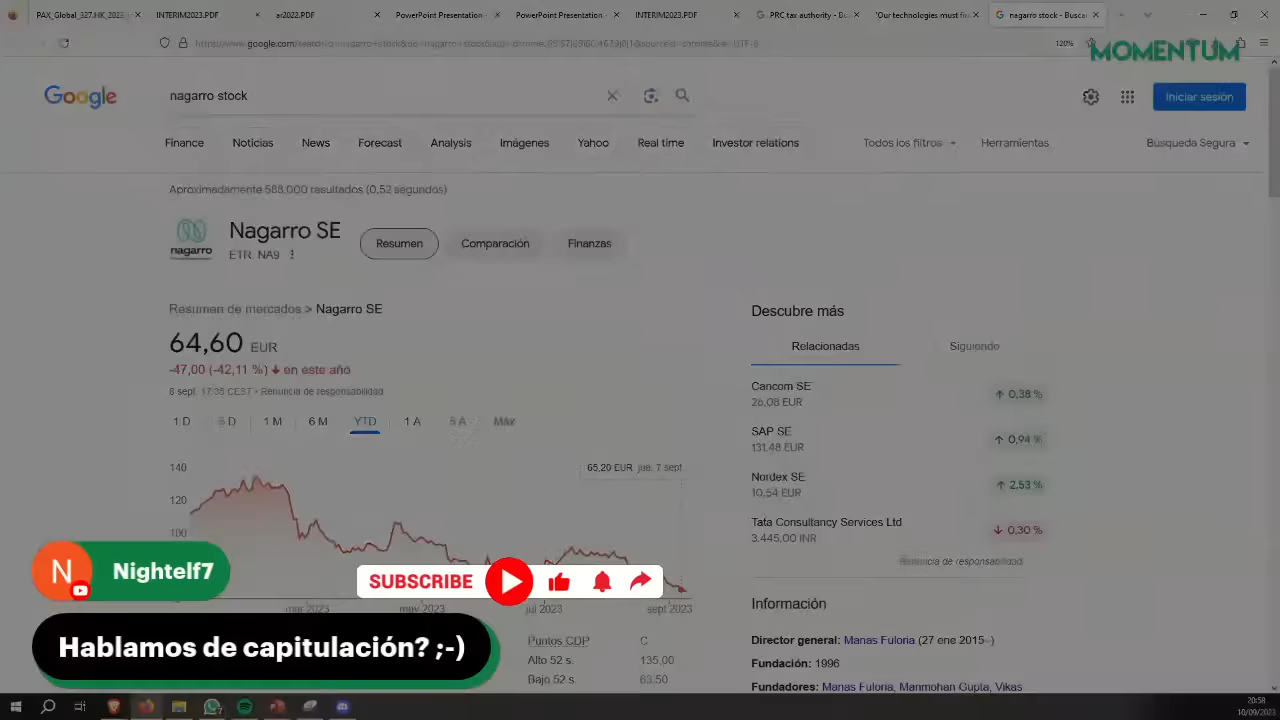 PAX_Global_327.HK_2023
INTERIM2023.PDF
ar2022.PDF
PowerPoint Presentation
PowerPoint Presentation
INTERIM2023.PDF
PRC tax authority - Bu
'Our technologies must fi
nagarro stock - Busca
120%
MOMENTUM
Google
nagarro stock
Iniciar sesión
Finance Noticias News Forecast Analysis Imágenes Yahoo Real time Investor relations Todos los filtros Herramientas Búsqueda Segura
Aproximadamente 588.000 resultados (0,52 segundos)
nagarro
Nagarro SE
ETR: NA9
Resumen Comparación Finanzas
Resumen de mercados > Nagarro SE
64,60 EUR
-47,00 (-42,11 %) en este año
8 sept, 17:35 CEST • Renuncia de responsabilidad
1 D 5 D 1 M 6 M YTD 1 A 5 A Máx
65,20 EUR jue, 7 sept
140
120
100
mar 2023 may 2023 jul 2023 sept 2023
Puntos CDP C
Alto 52 s. 135,00
Bajo 52 s. 63,50
Descubre más
Relacionadas Siguiendo
Cancom SE
26,08 EUR
0,38 %
SAP SE
131,48 EUR
0,94 %
Nordex SE
10,54 EUR
2,53 %
Tata Consultancy Services Ltd
3.445,00 INR
0,30 %
Renuncia de responsabilidad
Información
Director general: Manas Fuloria (27 ene 2015–)
Fundación: 1996
Fundadores: Manas Fuloria, Manmohan Gupta, Vikas
N
Nightelf7
SUBSCRIBE
Hablamos de capitulación? ;-)
20:58
10/09/2023